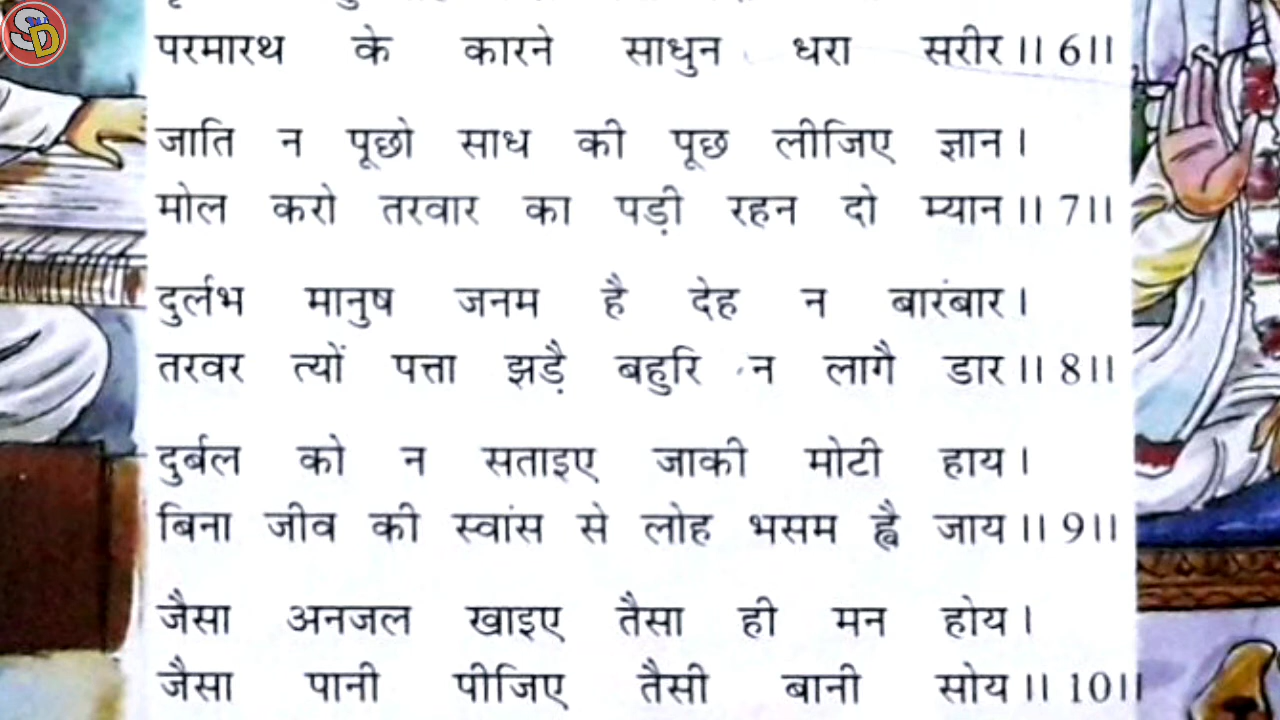 परमारथ के कारने साधुन धरा सरीर ।। 6।।
जाति न पूछो साध की पूछ लीजिए ज्ञान ।
मोल करो तरवार का पड़ी रहन दो म्यान ।। 7।।
दुर्लभ मानुष जनम है देह न बारंबार ।
तरवर त्यों पत्ता झड़ै बहुरि न लागै डार ।। 8।।
दुर्बल को न सताइए जाकी मोटी हाय ।
बिना जीव की स्वांस से लोह भसम ह्वै जाय ।। 9।।
जैसा अनजल खाइए तैसा ही मन होय ।
जैसा पानी पीजिए तैसी बानी सोय ।। 10।।